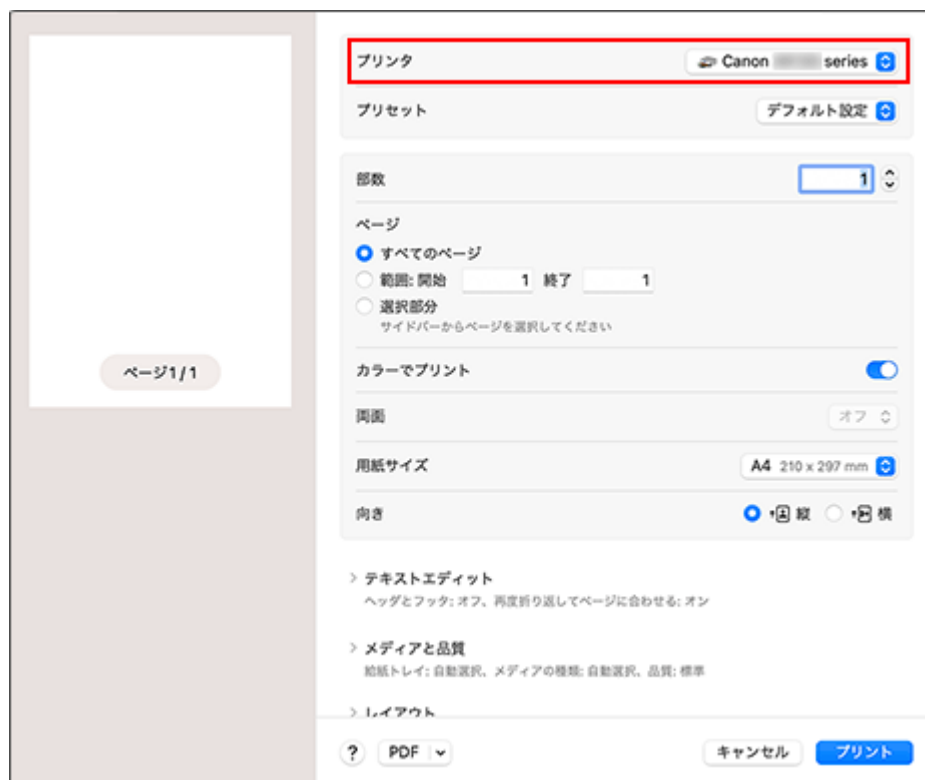 プリンタ
Canon series
プリセット
デフォルト設定
部数
1
ページ
すべてのページ
範囲: 開始 1 終了 1
選択部分
サイドバーからページを選択してください
ページ1/1
カラーでプリント
両面
オフ
用紙サイズ
A4 210 x 297 mm
向き
縦 横
テキストエディット
ヘッダとフッタ: オフ、再度折り返してページに合わせる: オン
メディアと品質
給紙トレイ: 自動選択、メディアの種類: 自動選択、品質: 標準
レイアウト
? PDF
キャンセル
プリント